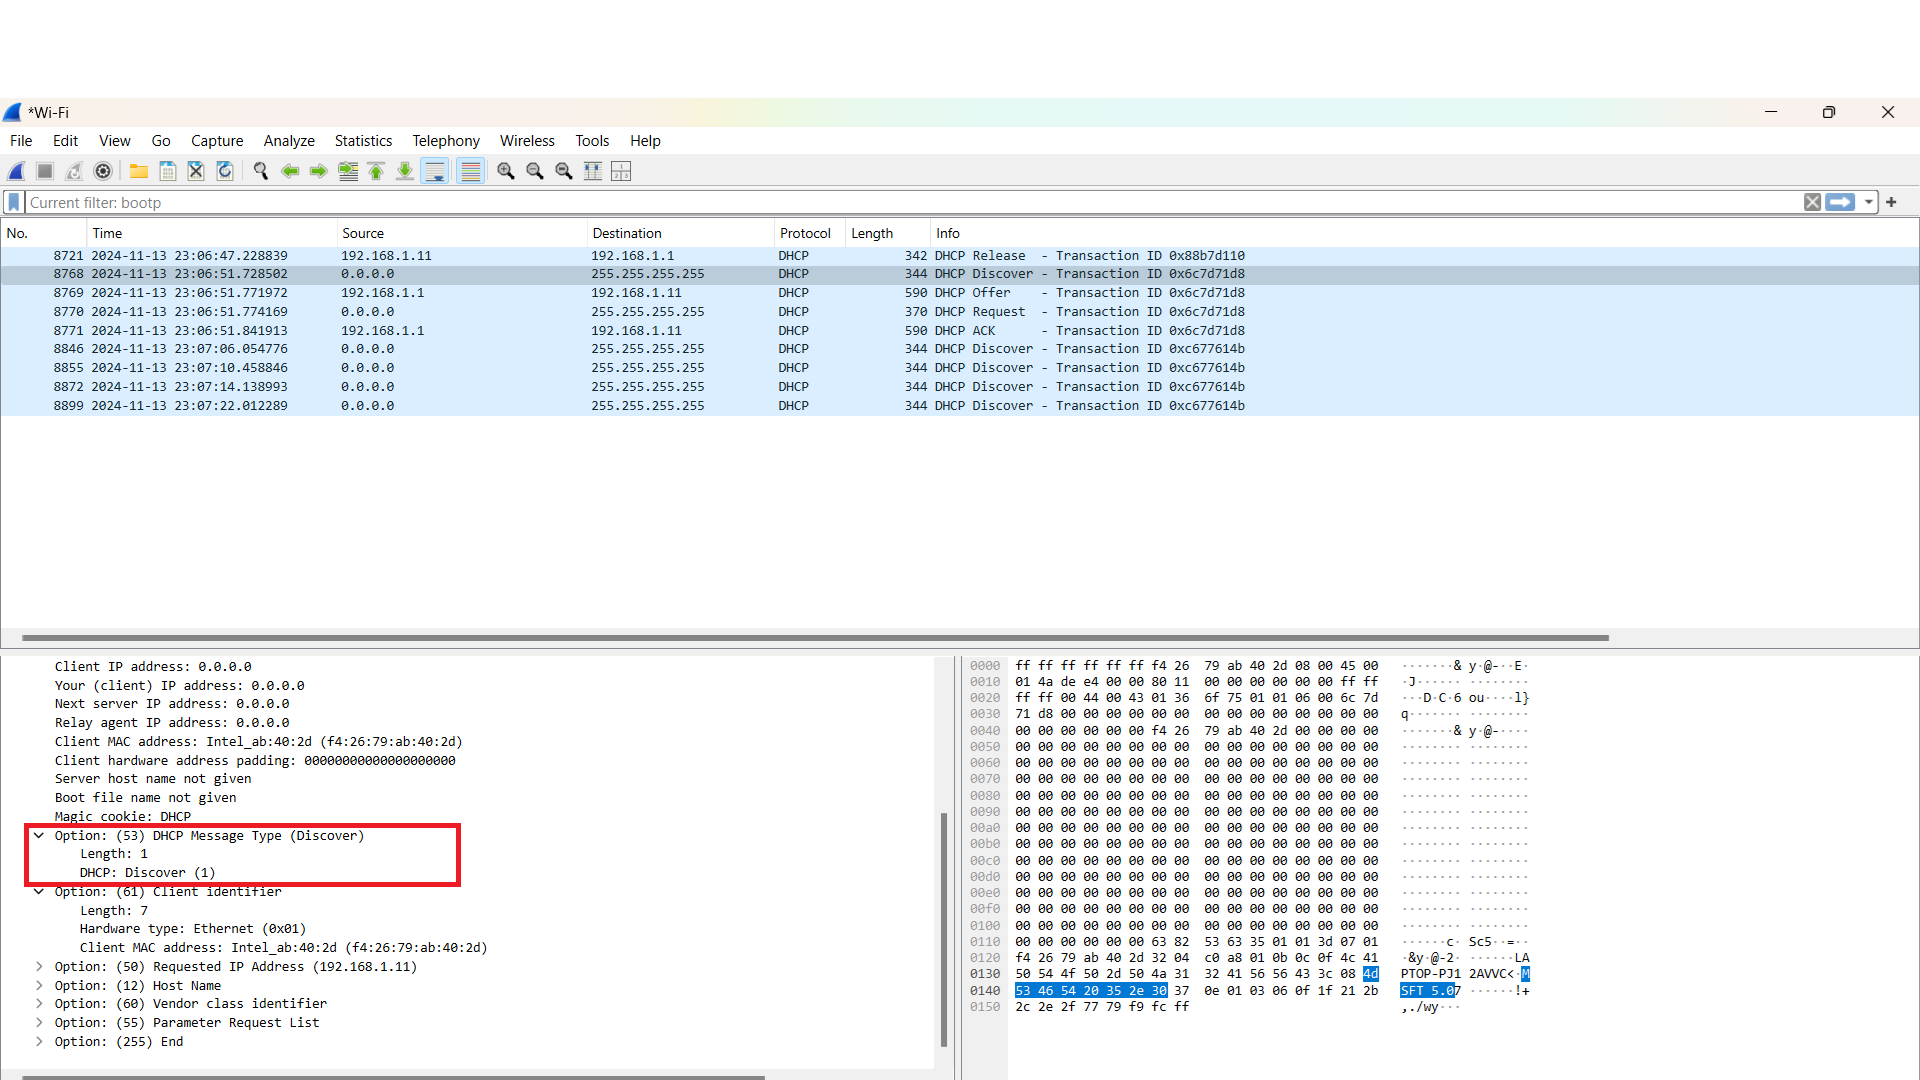 *Wi-Fi
File Edit View Go Capture Analyze Statistics Telephony Wireless Tools Help
Current filter: bootp
No. Time Source Destination Protocol Length Info
8721 2024-11-13 23:06:47.228839 192.168.1.11 192.168.1.1 DHCP 342 DHCP Release - Transaction ID 0x88b7d110
8768 2024-11-13 23:06:51.728502 0.0.0.0 255.255.255.255 DHCP 344 DHCP Discover - Transaction ID 0x6c7d71d8
8769 2024-11-13 23:06:51.771972 192.168.1.1 192.168.1.11 DHCP 590 DHCP Offer - Transaction ID 0x6c7d71d8
8770 2024-11-13 23:06:51.774169 0.0.0.0 255.255.255.255 DHCP 370 DHCP Request - Transaction ID 0x6c7d71d8
8771 2024-11-13 23:06:51.841913 192.168.1.1 192.168.1.11 DHCP 590 DHCP ACK - Transaction ID 0x6c7d71d8
8846 2024-11-13 23:07:06.054776 0.0.0.0 255.255.255.255 DHCP 344 DHCP Discover - Transaction ID 0xc677614b
8855 2024-11-13 23:07:10.458846 0.0.0.0 255.255.255.255 DHCP 344 DHCP Discover - Transaction ID 0xc677614b
8872 2024-11-13 23:07:14.138993 0.0.0.0 255.255.255.255 DHCP 344 DHCP Discover - Transaction ID 0xc677614b
8899 2024-11-13 23:07:22.012289 0.0.0.0 255.255.255.255 DHCP 344 DHCP Discover - Transaction ID 0xc677614b
Client IP address: 0.0.0.0
Your (client) IP address: 0.0.0.0
Next server IP address: 0.0.0.0
Relay agent IP address: 0.0.0.0
Client MAC address: Intel_ab:40:2d (f4:26:79:ab:40:2d)
Client hardware address padding: 00000000000000000000
Server host name not given
Boot file name not given
Magic cookie: DHCP
Option: (53) DHCP Message Type (Discover)
Length: 1
DHCP: Discover (1)
Option: (61) Client identifier
Length: 7
Hardware type: Ethernet (0x01)
Client MAC address: Intel_ab:40:2d (f4:26:79:ab:40:2d)
Option: (50) Requested IP Address (192.168.1.11)
Option: (12) Host Name
Option: (60) Vendor class identifier
Option: (55) Parameter Request List
Option: (255) End
0000 ff ff ff ff ff ff f4 26 79 ab 40 2d 08 00 45 00 ·······& y·@-··E·
0010 01 4a de e4 00 00 80 11 00 00 00 00 00 00 ff ff ·J······ ········
0020 ff ff 00 44 00 43 01 36 6f 75 01 01 06 00 6c 7d ···D·C·6 ou····l}
0030 71 d8 00 00 00 00 00 00 00 00 00 00 00 00 00 00 q······· ········
0040 00 00 00 00 00 00 f4 26 79 ab 40 2d 00 00 00 00 ·······& y·@-····
0050 00 00 00 00 00 00 00 00 00 00 00 00 00 00 00 00 ········ ········
0060 00 00 00 00 00 00 00 00 00 00 00 00 00 00 00 00 ········ ········
0070 00 00 00 00 00 00 00 00 00 00 00 00 00 00 00 00 ········ ········
0080 00 00 00 00 00 00 00 00 00 00 00 00 00 00 00 00 ········ ········
0090 00 00 00 00 00 00 00 00 00 00 00 00 00 00 00 00 ········ ········
00a0 00 00 00 00 00 00 00 00 00 00 00 00 00 00 00 00 ········ ········
00b0 00 00 00 00 00 00 00 00 00 00 00 00 00 00 00 00 ········ ········
00c0 00 00 00 00 00 00 00 00 00 00 00 00 00 00 00 00 ········ ········
00d0 00 00 00 00 00 00 00 00 00 00 00 00 00 00 00 00 ········ ········
00e0 00 00 00 00 00 00 00 00 00 00 00 00 00 00 00 00 ········ ········
00f0 00 00 00 00 00 00 00 00 00 00 00 00 00 00 00 00 ········ ········
0100 00 00 00 00 00 00 00 00 00 00 00 00 00 00 00 00 ········ ········
0110 00 00 00 00 00 00 63 82 53 63 35 01 01 3d 07 01 ······c· Sc5··=··
0120 f4 26 79 ab 40 2d 32 04 c0 a8 01 0b 0c 0f 4c 41 ·&y·@-2· ······LA
0130 50 54 4f 50 2d 50 4a 31 32 41 56 56 43 3c 08 4d PTOP-PJ1 2AVVC<·M
0140 53 46 54 20 35 2e 30 37 0e 01 03 06 0f 1f 21 2b SFT 5.07 ······!+
0150 2c 2e 2f 77 79 f9 fc ff ,./wy···